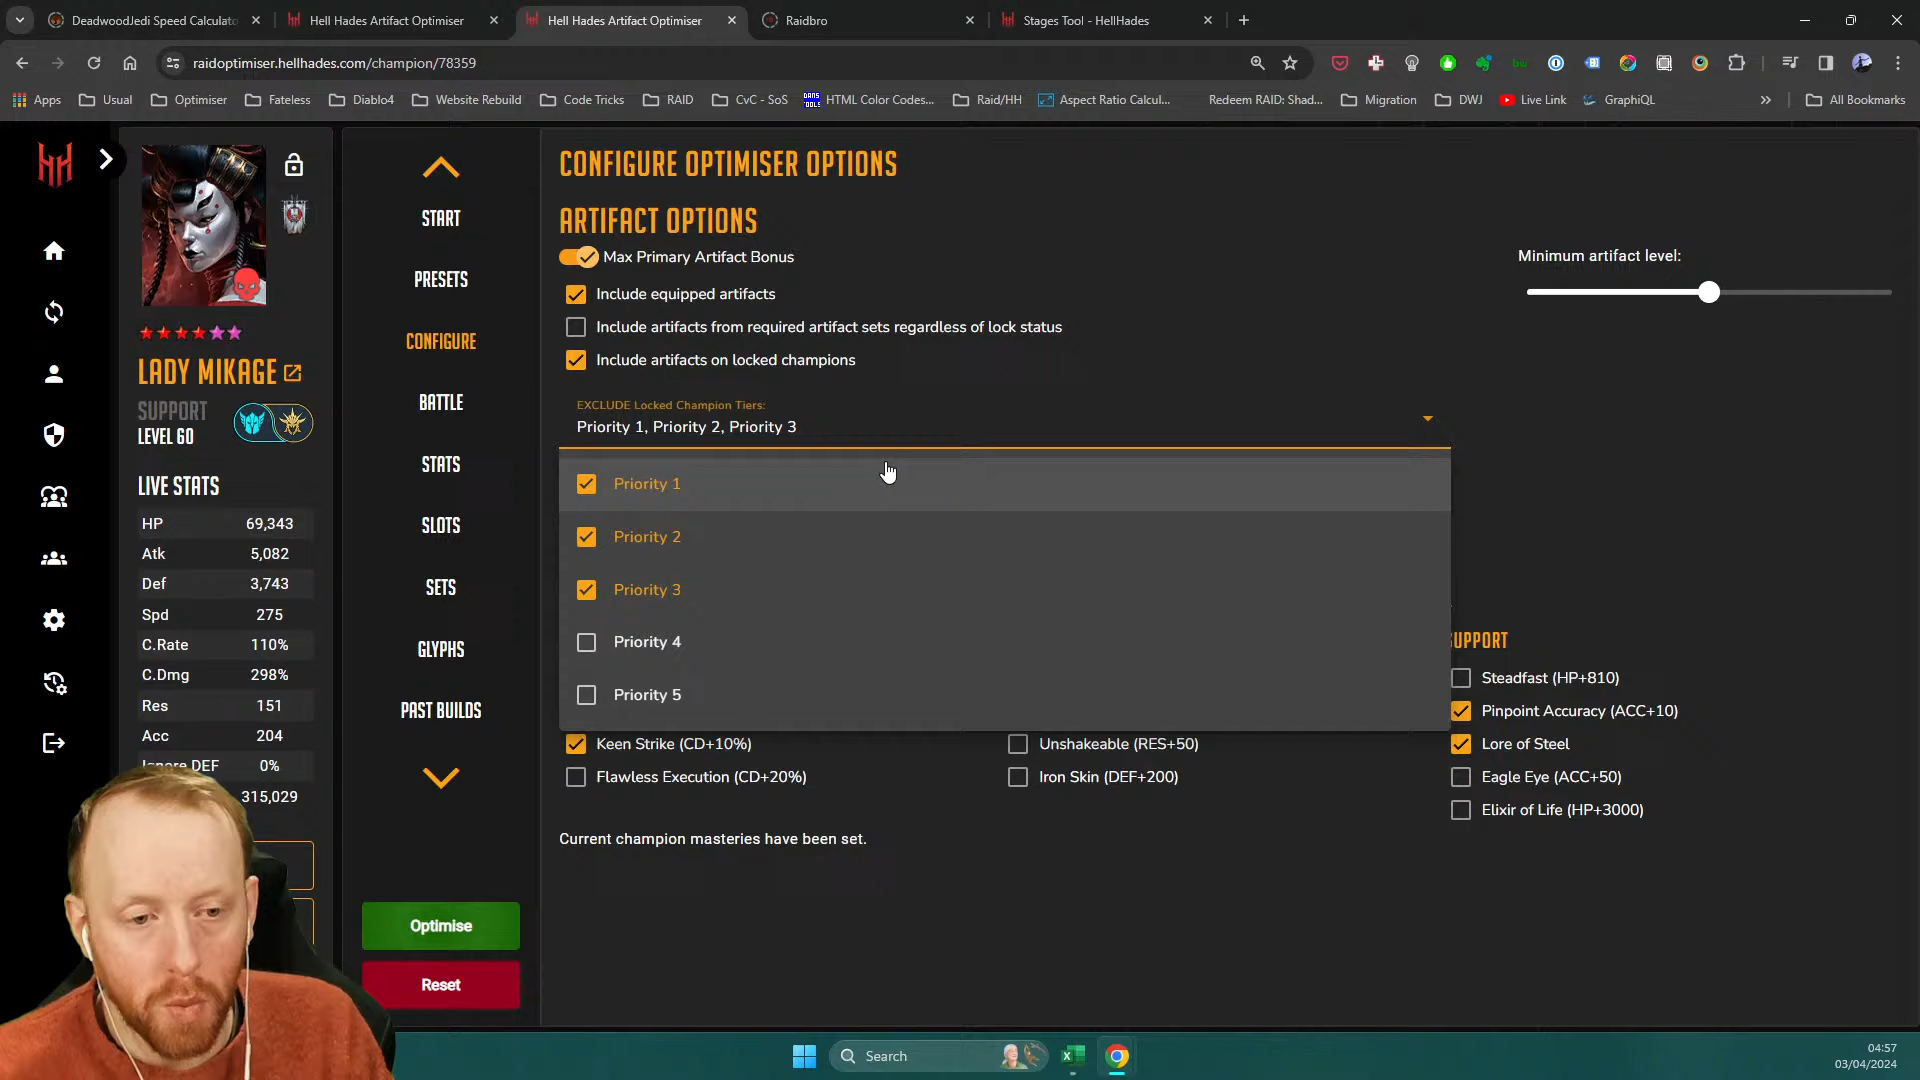 DeadwoodJedi Speed Calculato
Hell Hades Artifact Optimiser
Hell Hades Artifact Optimiser
Raidbro
Stages Tool - HellHades
raidoptimiser.hellhades.com/champion/78359
Apps
Usual
Optimiser
Fateless
Diablo4
Website Rebuild
Code Tricks
RAID
CvC - SoS
HTML Color Codes...
Raid/HH
Aspect Ratio Calcul...
Redeem RAID: Shad...
Migration
DWJ
Live Link
GraphiQL
All Bookmarks
LADY MIKAGE
SUPPORT
LEVEL 60
LIVE STATS
HP 69,343
Atk 5,082
Def 3,743
Spd 275
C.Rate 110%
C.Dmg 298%
Res 151
Acc 204
Ignore DEF 0%
315,029
START
PRESETS
CONFIGURE
BATTLE
STATS
SLOTS
SETS
GLYPHS
PAST BUILDS
Optimise
Reset
CONFIGURE OPTIMISER OPTIONS
ARTIFACT OPTIONS
Max Primary Artifact Bonus
Include equipped artifacts
Include artifacts from required artifact sets regardless of lock status
Include artifacts on locked champions
Minimum artifact level:
EXCLUDE Locked Champion Tiers:
Priority 1, Priority 2, Priority 3
Priority 1
Priority 2
Priority 3
Priority 4
Priority 5
Keen Strike (CD+10%)
Flawless Execution (CD+20%)
Unshakeable (RES+50)
Iron Skin (DEF+200)
SUPPORT
Steadfast (HP+810)
Pinpoint Accuracy (ACC+10)
Lore of Steel
Eagle Eye (ACC+50)
Elixir of Life (HP+3000)
Current champion masteries have been set.
Search
04:57
03/04/2024